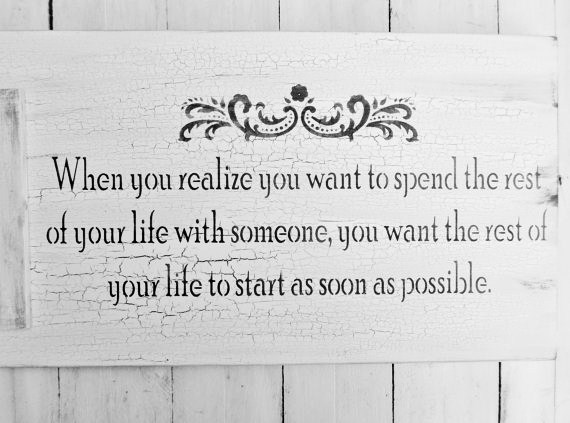 When you realize you want to spend the rest
of your life with someone, you want the rest of
your life to start as soon as possible.